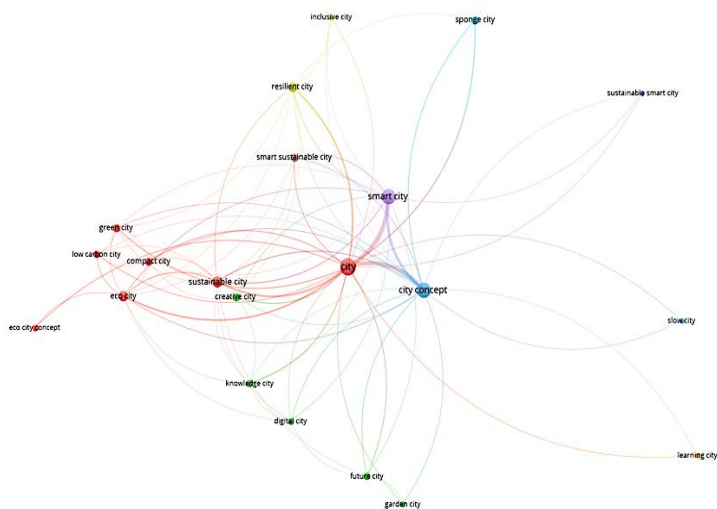 inclusive city
sponge city
resilient city
sustainable smart city
smart sustainable city
smart city
green city
low carbon city
compact city
city
sustainable city
city concept
eco city
creative city
slow city
eco city concept
knowledge city
digital city
learning city
future city
garden city